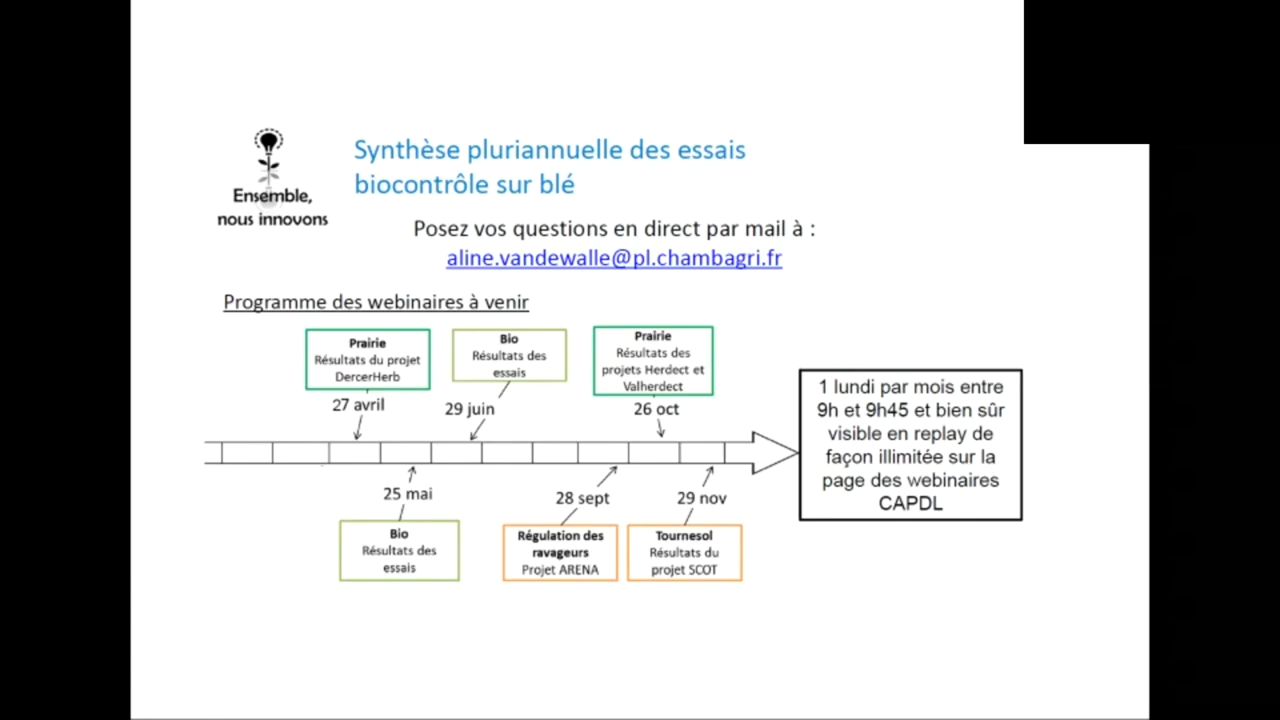 Synthèse pluriannuelle des essais
biocontrôle sur blé
Ensemble,
nous innovons
Posez vos questions en direct par mail à :
aline.vandewalle@pl.chambagri.fr
Programme des webinaires à venir
Prairie
Résultats du projet
DercerHerb
27 avril
Bio
Résultats des
essais
29 juin
Prairie
Résultats des
projets Herdect et
Valherdect
26 oct
25 mai
Bio
Résultats des
essais
28 sept
Régulation des
ravageurs
Projet ARENA
29 nov
Tournesol
Résultats du
projet SCOT
1 lundi par mois entre
9h et 9h45 et bien sûr
visible en replay de
façon illimitée sur la
page des webinaires
CAPDL